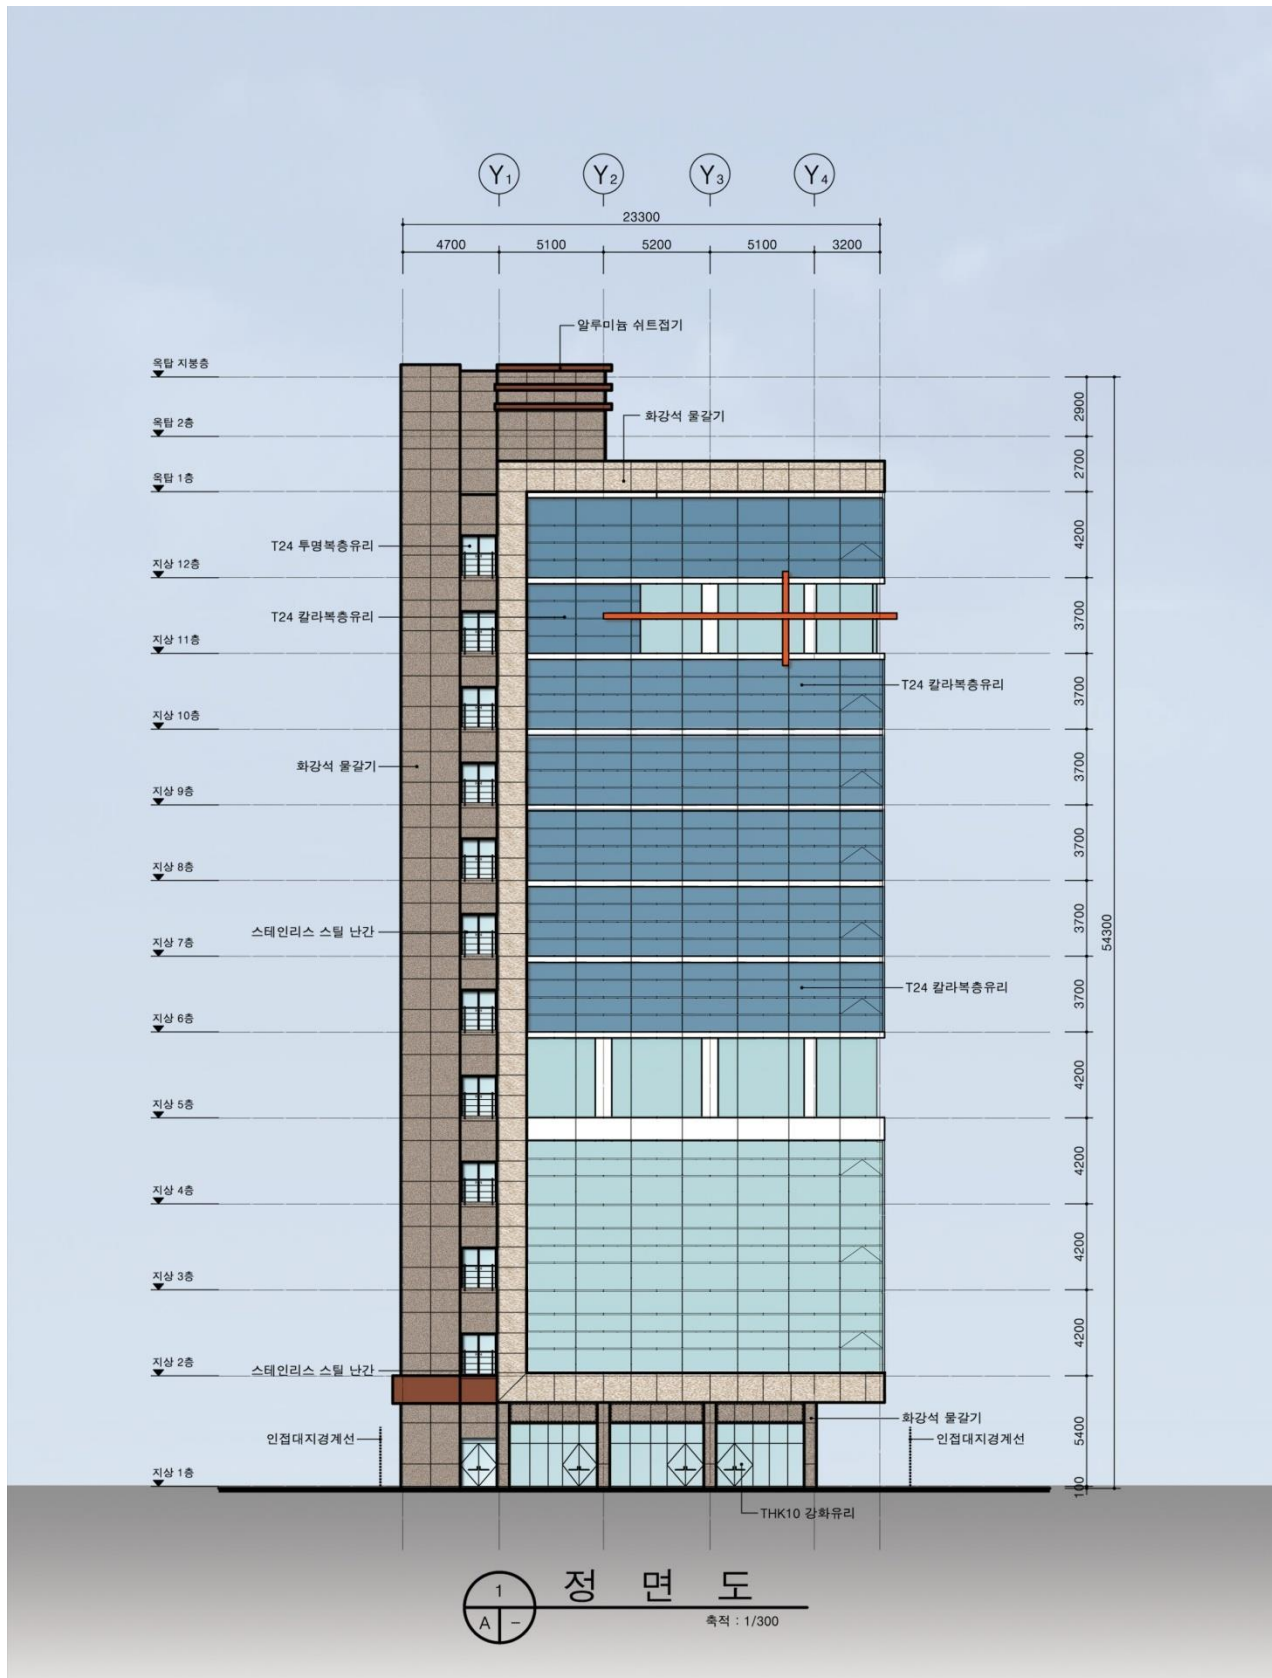 Y1
Y2
Y3
Y4
23300
4700
5100
5200
5100
3200
알루미늄 쉬트접기
옥탑 지붕층
화강석 물갈기
옥탑 2층
옥탑 1층
T24 투명복층유리
지상 12층
T24 칼라복층유리
지상 11층
T24 칼라복층유리
지상 10층
화강석 물갈기
지상 9층
지상 8층
스테인리스 스틸 난간
지상 7층
T24 칼라복층유리
지상 6층
지상 5층
지상 4층
지상 3층
지상 2층
스테인리스 스틸 난간
화강석 물갈기
인접대지경계선
인접대지경계선
지상 1층
THK10 강화유리
2900
2700
4200
3700
3700
3700
3700
3700
3700
4200
4200
4200
4200
5400
100
54300
1
A
–
정 면 도
축적 : 1/300